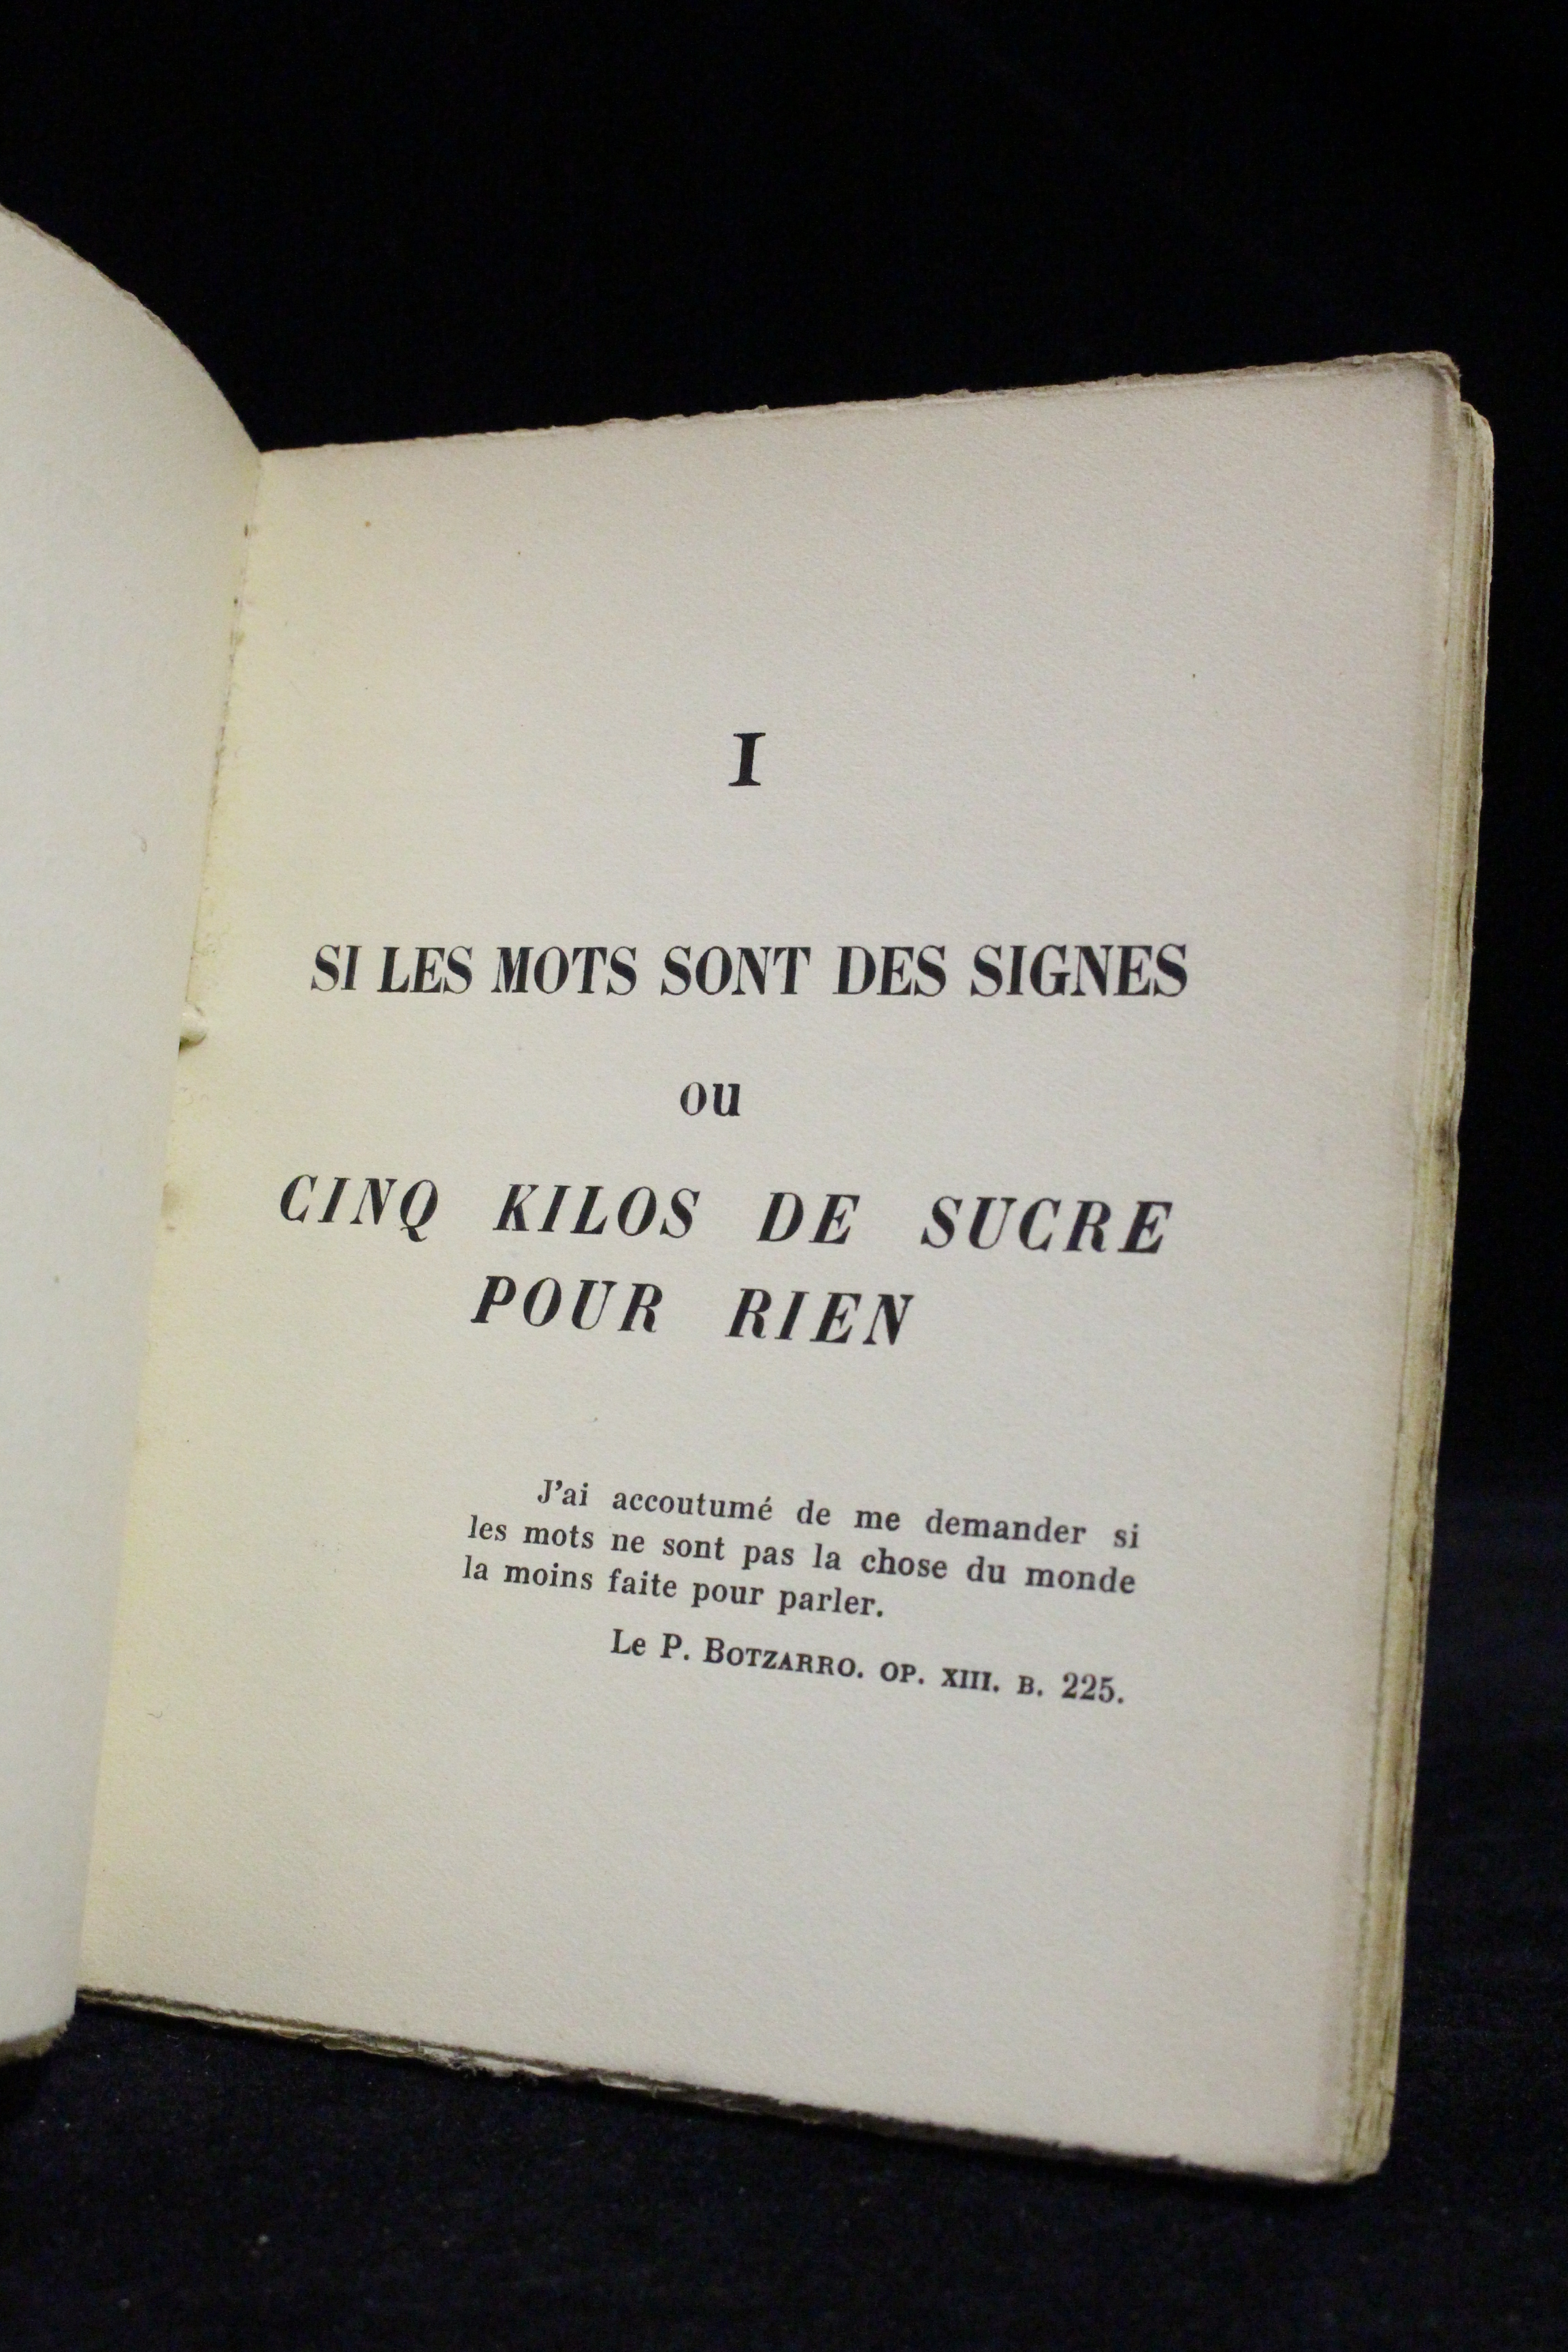 I
SI LES MOTS SONT DES SIGNES
ou
CINQ KILOS DE SUCRE
POUR RIEN
J'ai accoutumé de me demander si
les mots ne sont pas la chose du monde
la moins faite pour parler.
Le P. BOTZARRO. OP. XIII. B. 225.